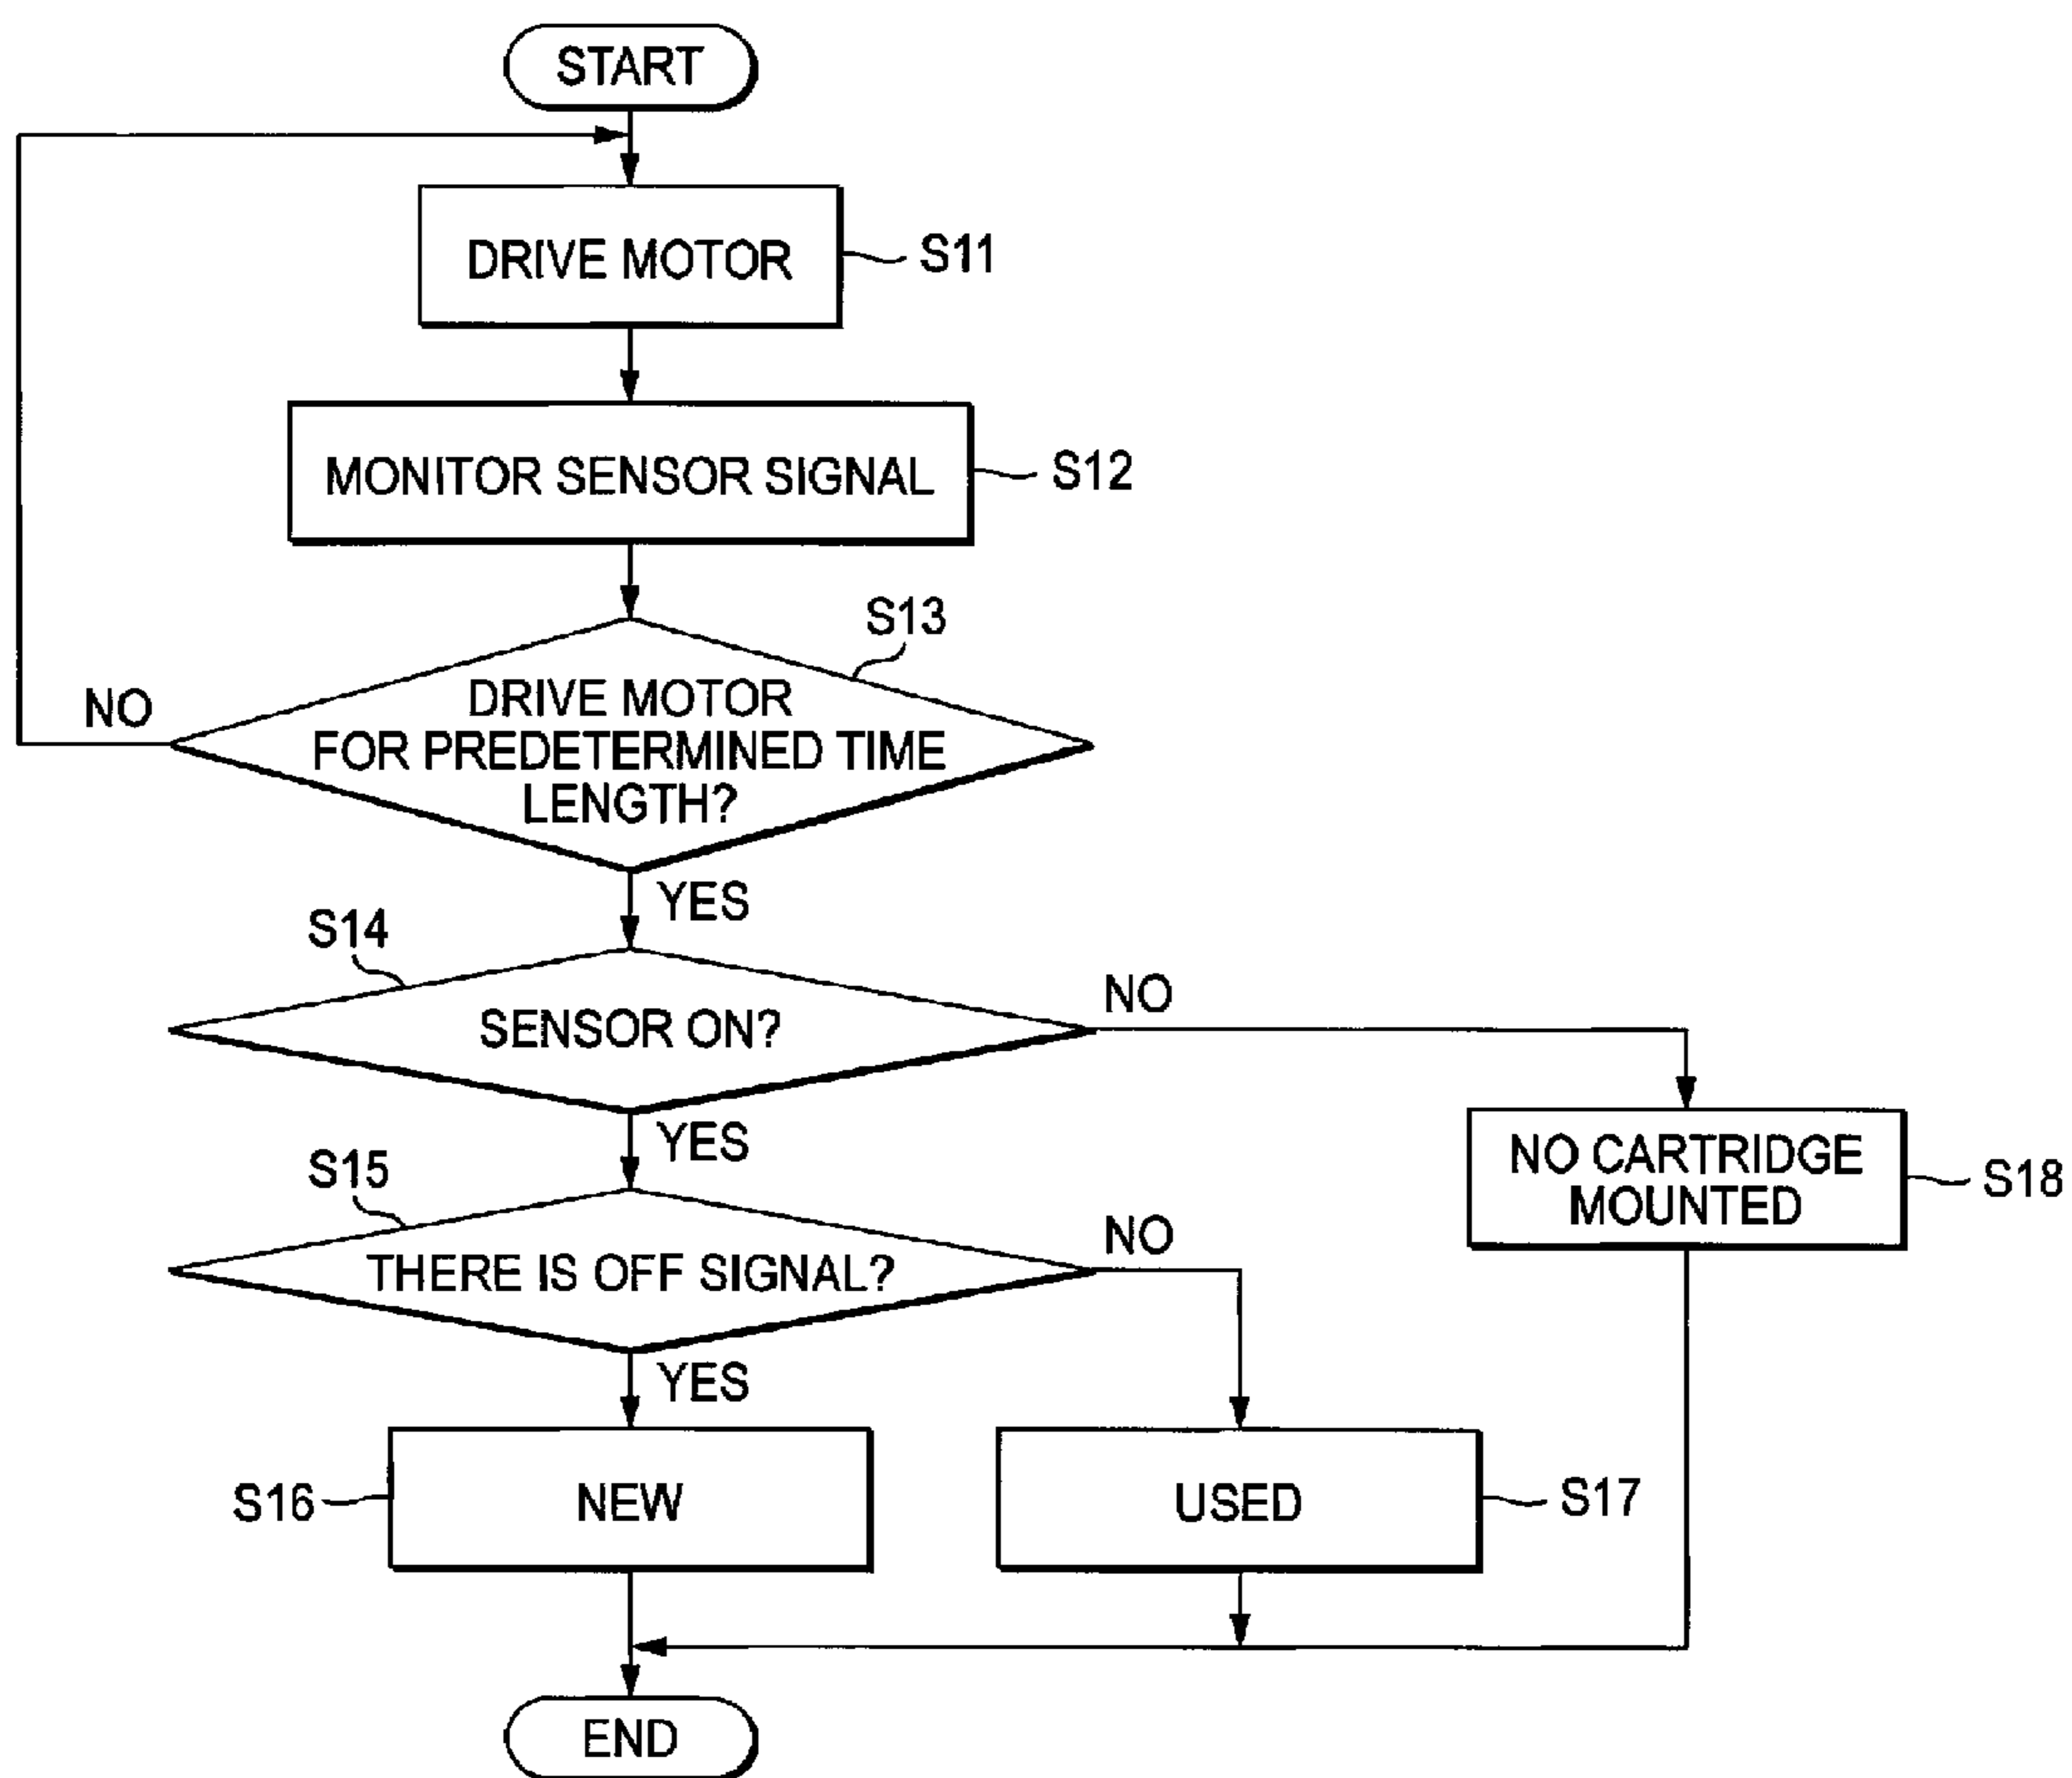 START
DRIVE MOTOR
S11
MONITOR SENSOR SIGNAL
S12
S13
DRIVE MOTOR
FOR PREDETERMINED TIME
LENGTH?
NO
YES
S14
SENSOR ON?
NO
YES
NO CARTRIDGE
MOUNTED
S18
S15
THERE IS OFF SIGNAL?
NO
YES
S16
NEW
USED
S17
END